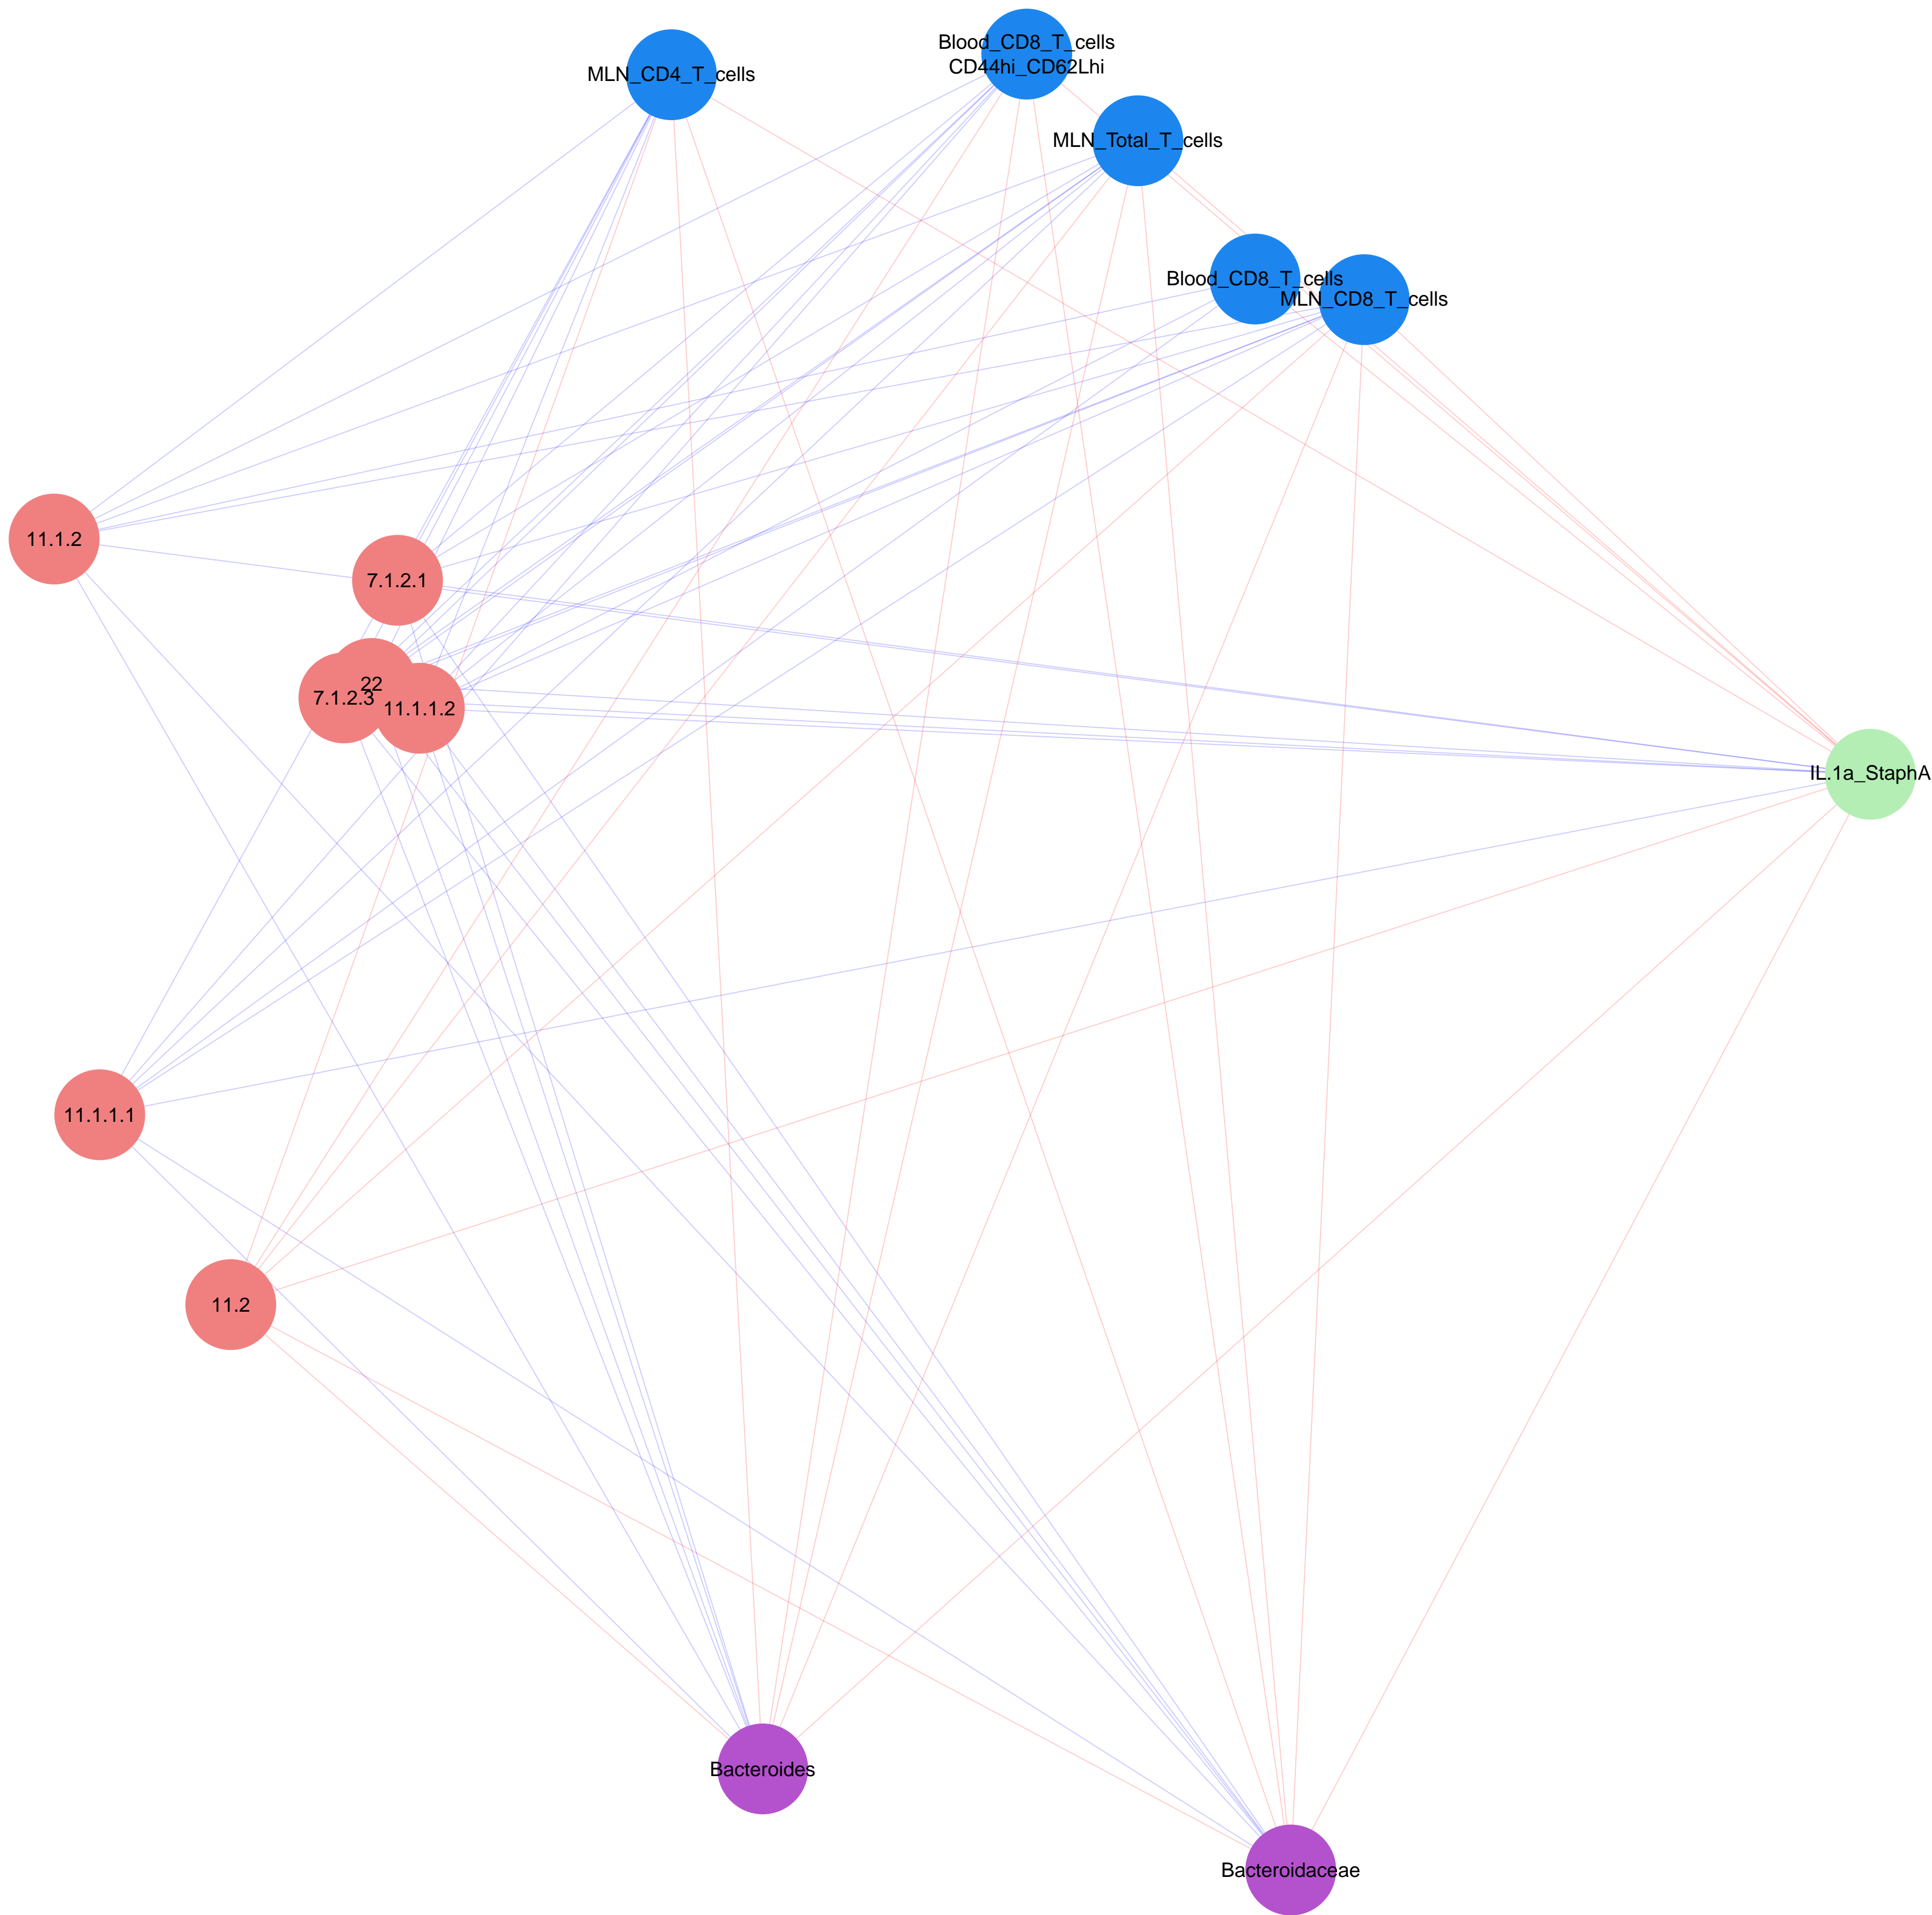 Blood_CD8_T_cells
CD44hi_CD62Lhi
MLN_CD4_T_cells
MLN_Total_T_cells
Blood_CD8_T_cells
MLN_CD8_T_cells
11.1.2
7.1.2.1
22
7.1.2.3
11.1.1.2
IL.1a_StaphA
11.1.1.1
11.2
Bacteroides
Bacteroidaceae